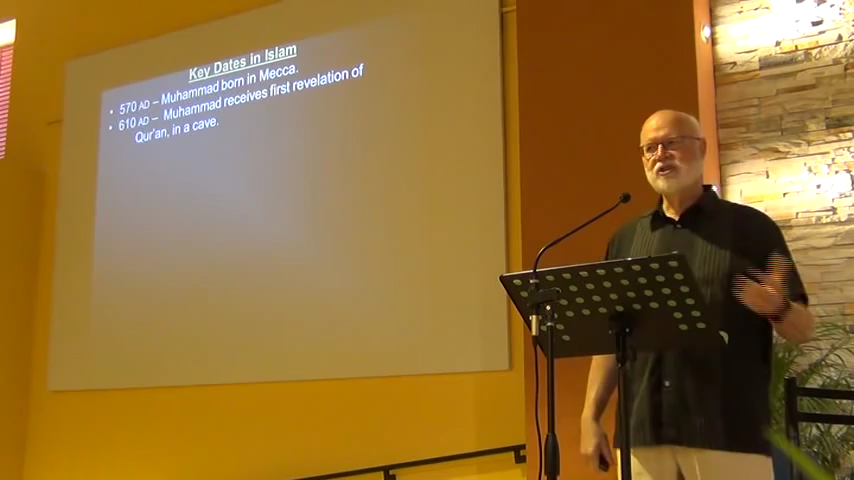 Key Dates in Islam
• 570 AD – Muhammad born in Mecca.
• 610 AD – Muhammad receives first revelation of
Qur'an, in a cave.